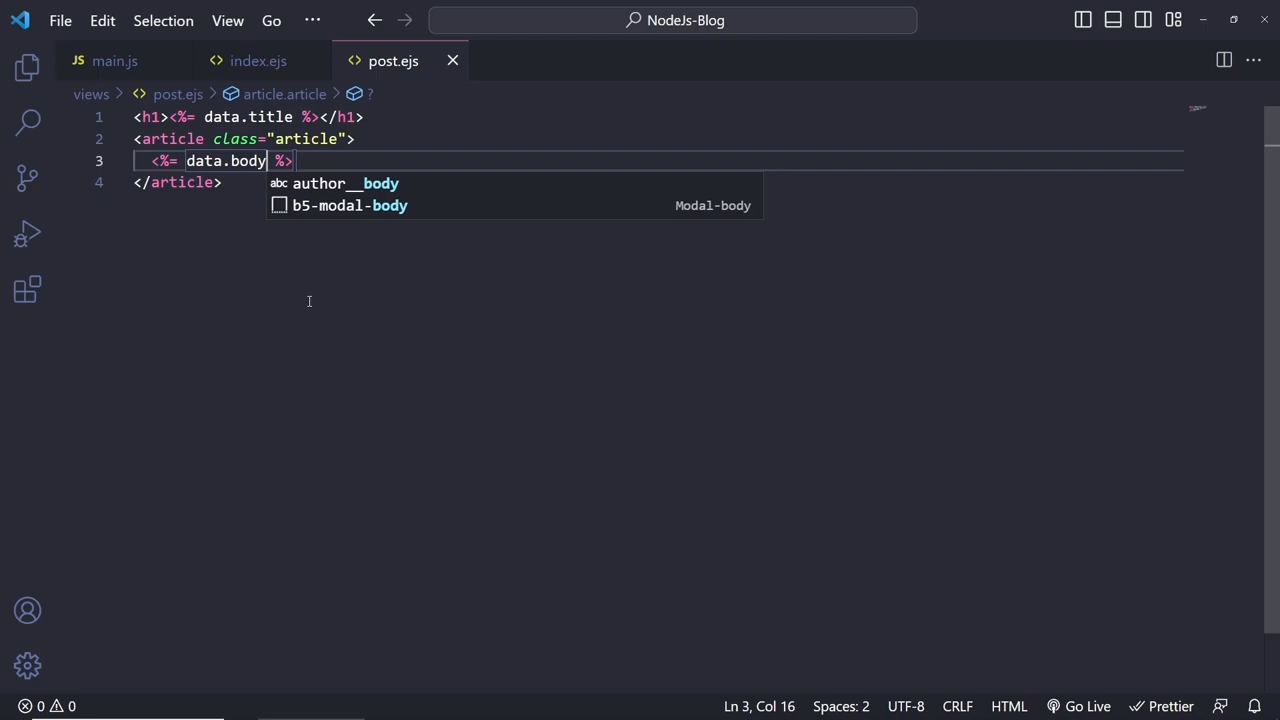 File Edit Selection View Go ··· NodeJs-Blog
JS main.js <> index.ejs <> post.ejs
views > <> post.ejs > article.article > ?
1 <h1><%= data.title %></h1>
2 <article class="article">
3 <%= data.body %>
4 </article>
abc author__body
b5-modal-body Modal-body
0 0 Ln 3, Col 16 Spaces: 2 UTF-8 CRLF HTML Go Live Prettier